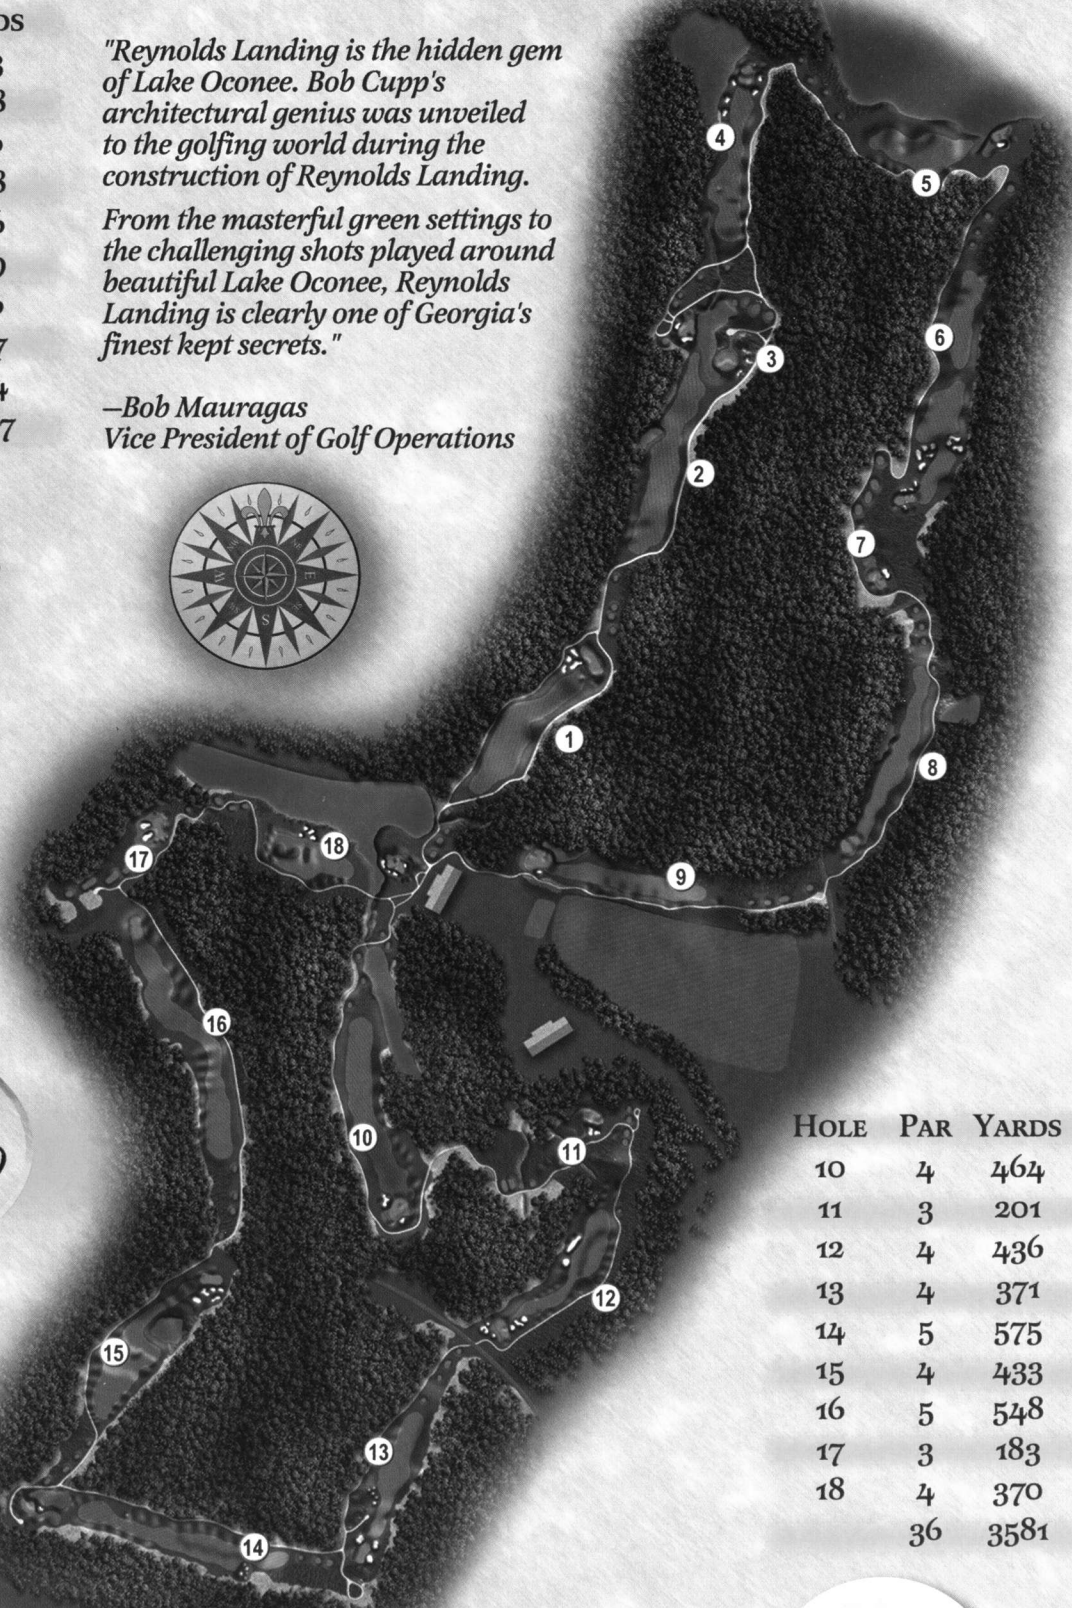 "Reynolds Landing is the hidden gem
of Lake Oconee. Bob Cupp's
architectural genius was unveiled
to the golfing world during the
construction of Reynolds Landing.
From the masterful green settings to
the challenging shots played around
beautiful Lake Oconee, Reynolds
Landing is clearly one of Georgia's
finest kept secrets."
—Bob Mauragas
Vice President of Golf Operations
W
E
S
4
5
6
3
2
7
1
8
18
17
9
16
10
11
12
15
13
14
HOLE PAR YARDS
10 4 464
11 3 201
12 4 436
13 4 371
14 5 575
15 4 433
16 5 548
17 3 183
18 4 370
36 3581